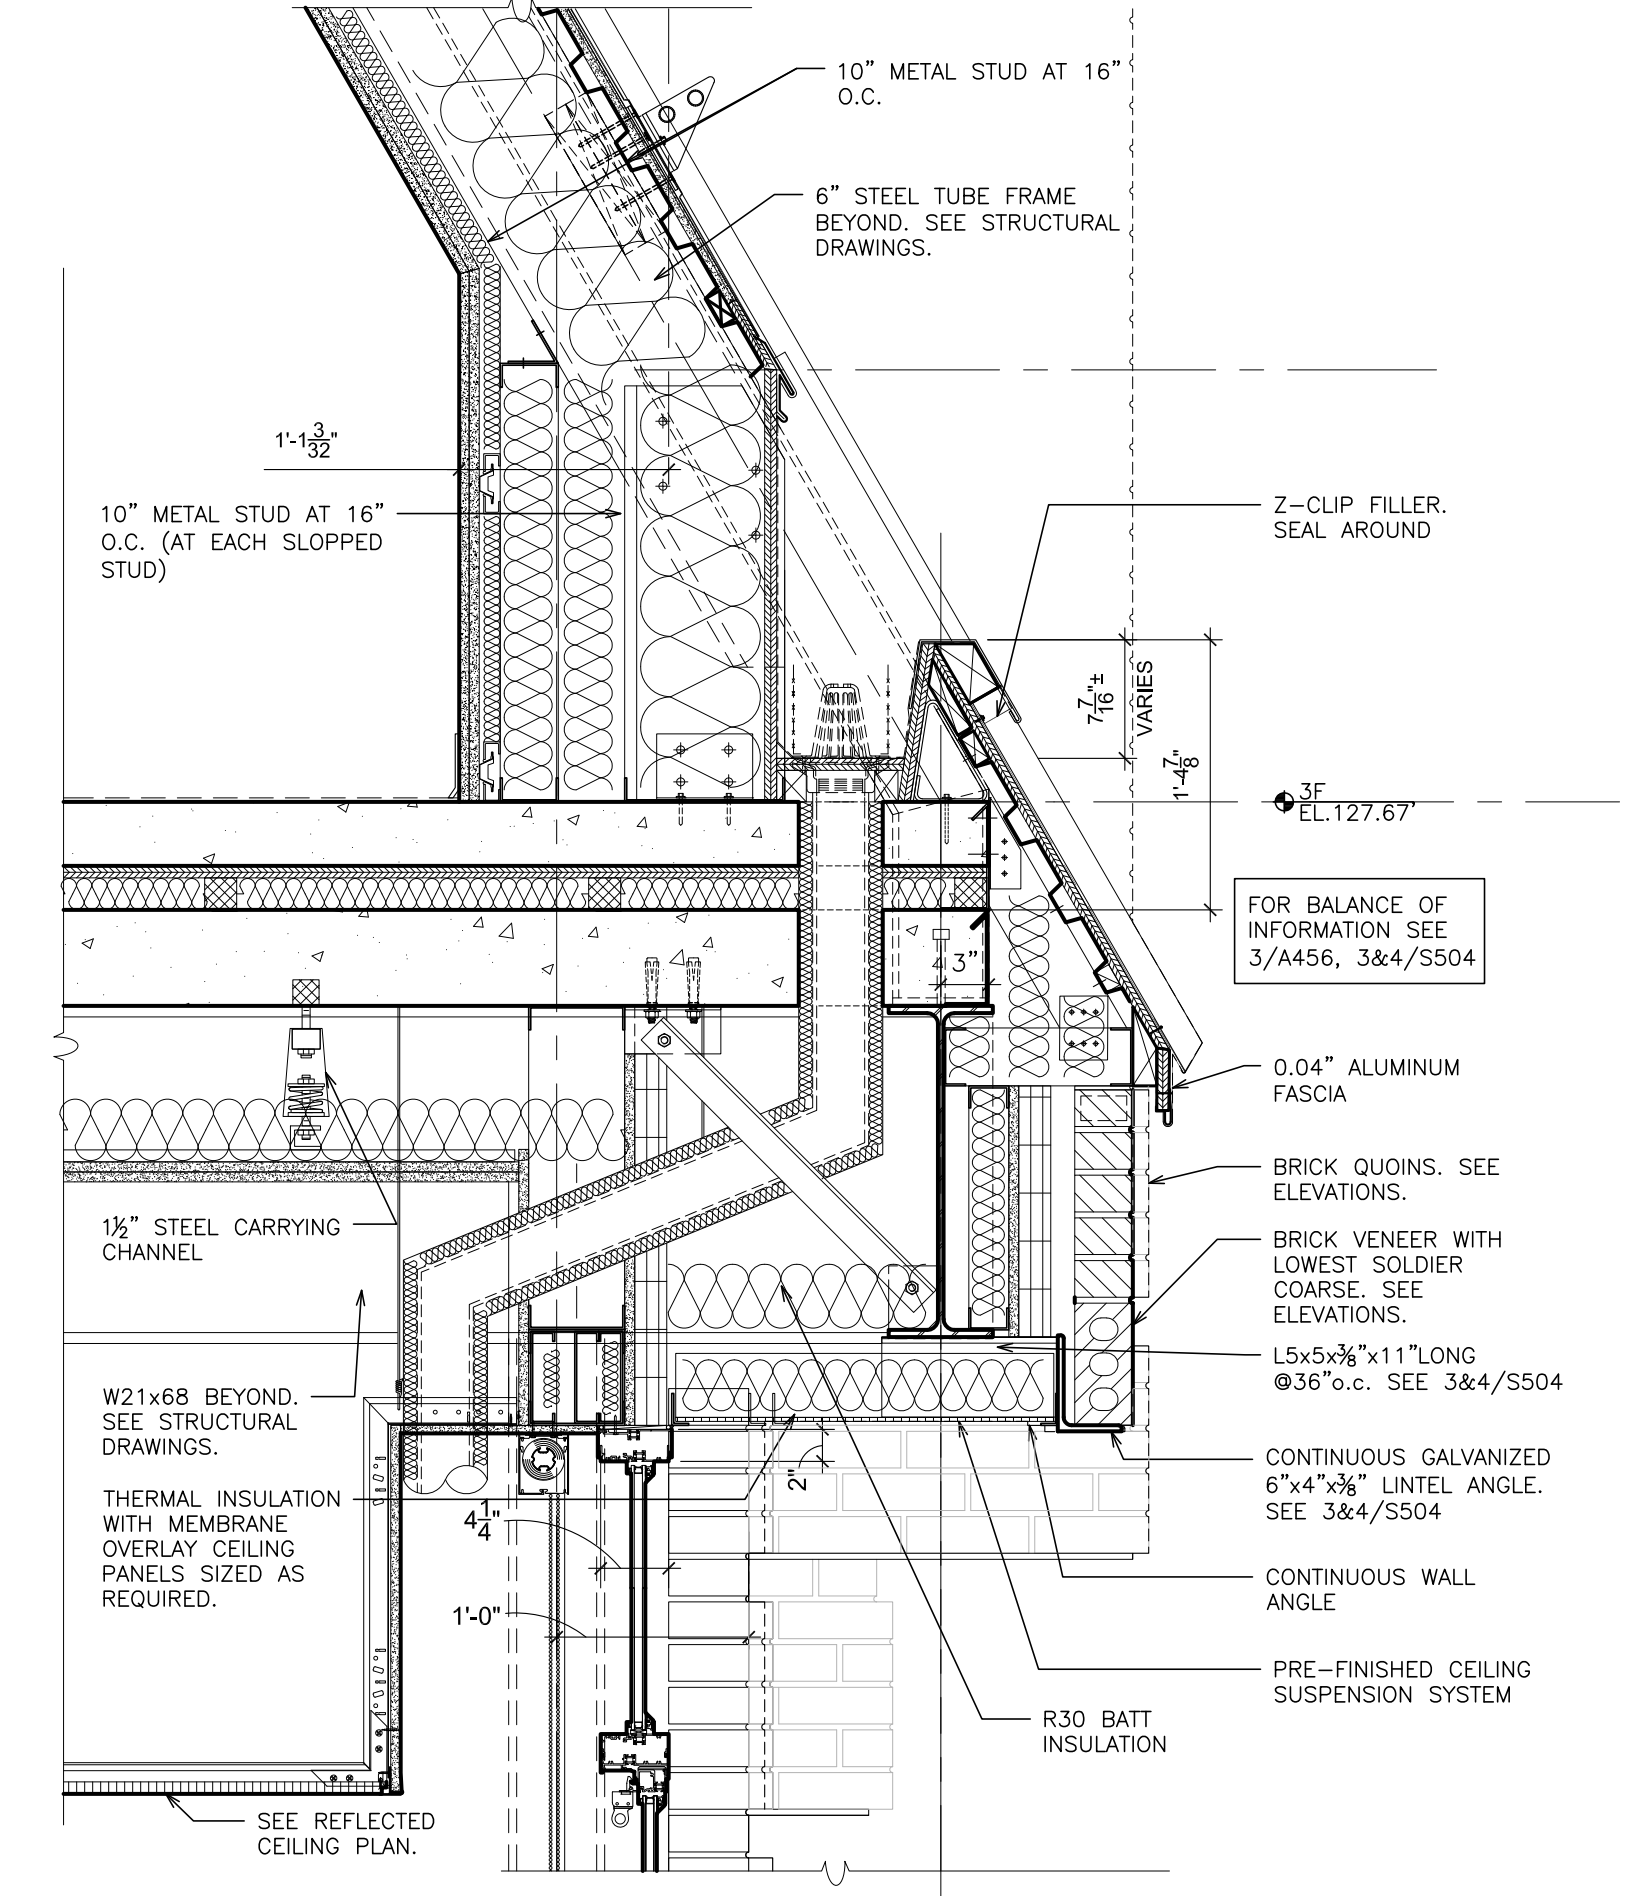 10" METAL STUD AT 16"
O.C.
6" STEEL TUBE FRAME
BEYOND. SEE STRUCTURAL
DRAWINGS.
1'-1 3/32"
10" METAL STUD AT 16"
O.C. (AT EACH SLOPPED
STUD)
Z-CLIP FILLER.
SEAL AROUND
7 7/16"±
VARIES
1'-4 7/8"
3F
EL.127.67'
FOR BALANCE OF
INFORMATION SEE
3/A456, 3&4/S504
3"
0.04" ALUMINUM
FASCIA
BRICK QUOINS. SEE
ELEVATIONS.
1½" STEEL CARRYING
CHANNEL
BRICK VENEER WITH
LOWEST SOLDIER
COARSE. SEE
ELEVATIONS.
L5x5x⅜"x11"LONG
@36"o.c. SEE 3&4/S504
W21x68 BEYOND.
SEE STRUCTURAL
DRAWINGS.
CONTINUOUS GALVANIZED
6"x4"x⅜" LINTEL ANGLE.
SEE 3&4/S504
2"
THERMAL INSULATION
WITH MEMBRANE
OVERLAY CEILING
PANELS SIZED AS
REQUIRED.
4 1/4"
1'-0"
CONTINUOUS WALL
ANGLE
PRE-FINISHED CEILING
SUSPENSION SYSTEM
R30 BATT
INSULATION
SEE REFLECTED
CEILING PLAN.